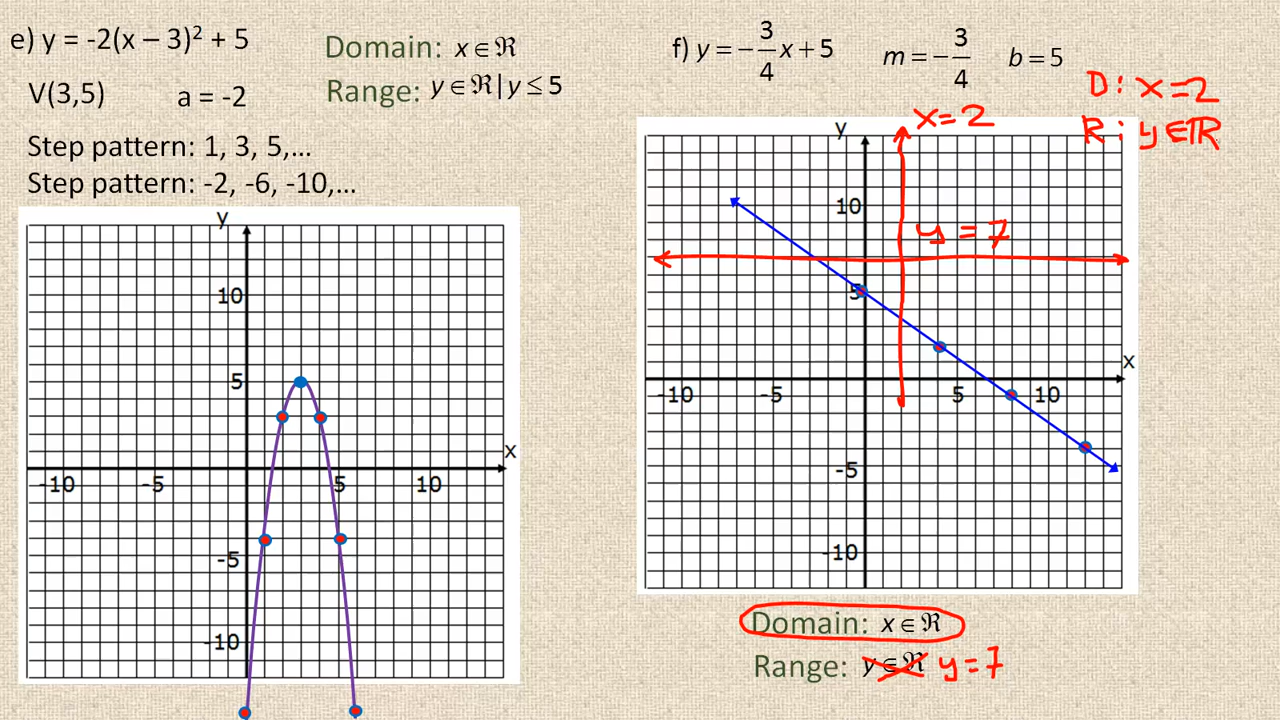 e) y = -2(x – 3)² + 5
Domain: x ∈ ℜ
Range: y ∈ ℜ | y ≤ 5
V(3,5) a = -2
Step pattern: 1, 3, 5,...
Step pattern: -2, -6, -10,...
y
10
5
x
-10 -5 5 10
-5
-10
f) y = -3/4 x + 5 m = -3/4 b = 5
D: x = 2
R: y ∈ ℝ
y
x = 2
10
y = 7
5
x
-10 -5 5 10
-5
-10
Domain: x ∈ ℜ
Range: y ∈ ℜ y = 7